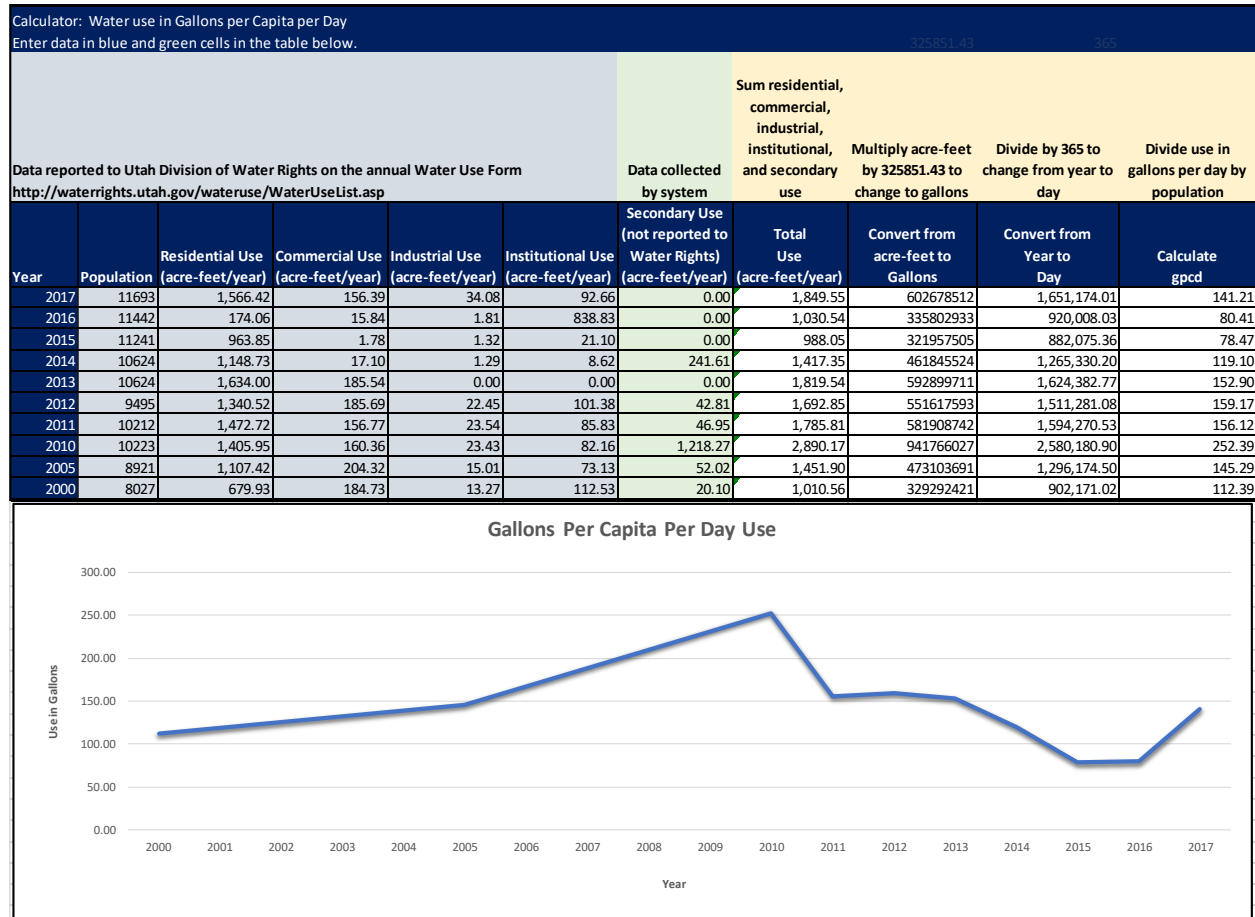 Calculator: Water use in Gallons per Capita per Day
Enter data in blue and green cells in the table below. 325851.43 365
Data reported to Utah Division of Water Rights on the annual Water Use Form
http://waterrights.utah.gov/wateruse/WaterUseList.asp
Data collected
by system
Sum residential,
commercial,
industrial,
institutional,
and secondary
use
Multiply acre-feet
by 325851.43 to
change to gallons
Divide by 365 to
change from year to
day
Divide use in
gallons per day by
population
Year
Population
Residential Use
(acre-feet/year)
Commercial Use
(acre-feet/year)
Industrial Use
(acre-feet/year)
Institutional Use
(acre-feet/year)
Secondary Use
(not reported to
Water Rights)
(acre-feet/year)
Total
Use
(acre-feet/year)
Convert from
acre-feet to
Gallons
Convert from
Year to
Day
Calculate
gpcd
2017 11693 1,566.42 156.39 34.08 92.66 0.00 1,849.55 602678512 1,651,174.01 141.21
2016 11442 174.06 15.84 1.81 838.83 0.00 1,030.54 335802933 920,008.03 80.41
2015 11241 963.85 1.78 1.32 21.10 0.00 988.05 321957505 882,075.36 78.47
2014 10624 1,148.73 17.10 1.29 8.62 241.61 1,417.35 461845524 1,265,330.20 119.10
2013 10624 1,634.00 185.54 0.00 0.00 0.00 1,819.54 592899711 1,624,382.77 152.90
2012 9495 1,340.52 185.69 22.45 101.38 42.81 1,692.85 551617593 1,511,281.08 159.17
2011 10212 1,472.72 156.77 23.54 85.83 46.95 1,785.81 581908742 1,594,270.53 156.12
2010 10223 1,405.95 160.36 23.43 82.16 1,218.27 2,890.17 941766027 2,580,180.90 252.39
2005 8921 1,107.42 204.32 15.01 73.13 52.02 1,451.90 473103691 1,296,174.50 145.29
2000 8027 679.93 184.73 13.27 112.53 20.10 1,010.56 329292421 902,171.02 112.39
Gallons Per Capita Per Day Use
300.00
250.00
200.00
150.00
100.00
50.00
0.00
Use in Gallons
2000 2001 2002 2003 2004 2005 2006 2007 2008 2009 2010 2011 2012 2013 2014 2015 2016 2017
Year